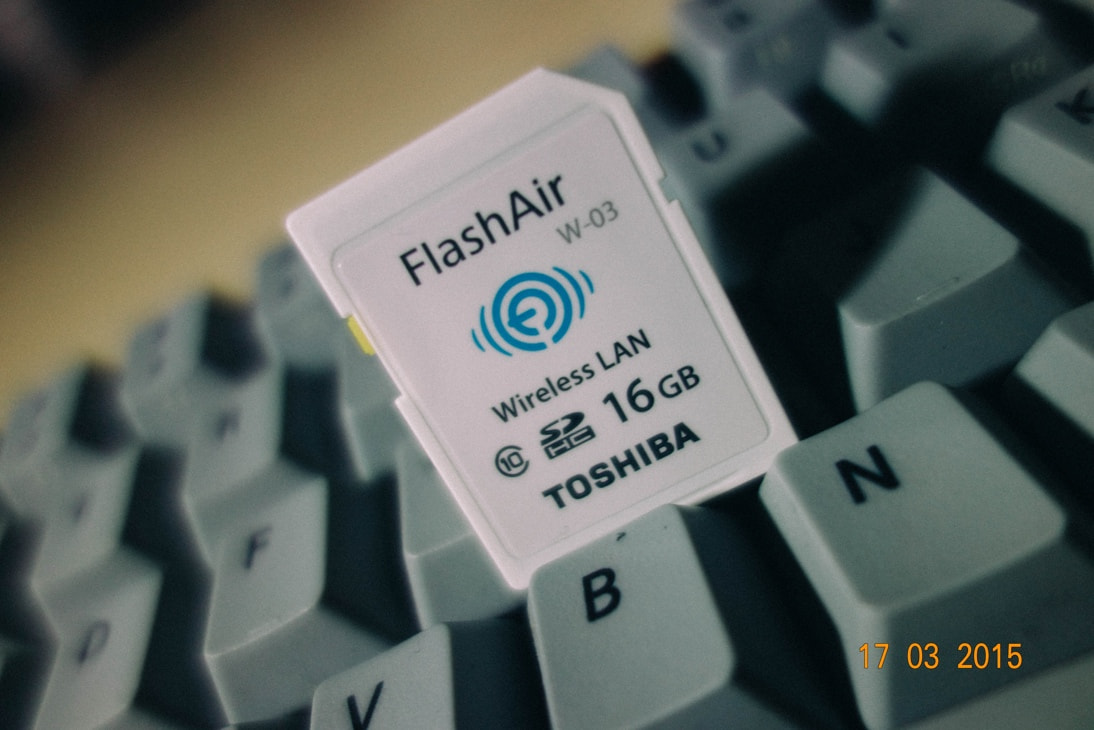 FlashAir
W-03
Wireless LAN
10
SD
HC
16GB
TOSHIBA
U
K
N
B
F
D
V
17 03 2015